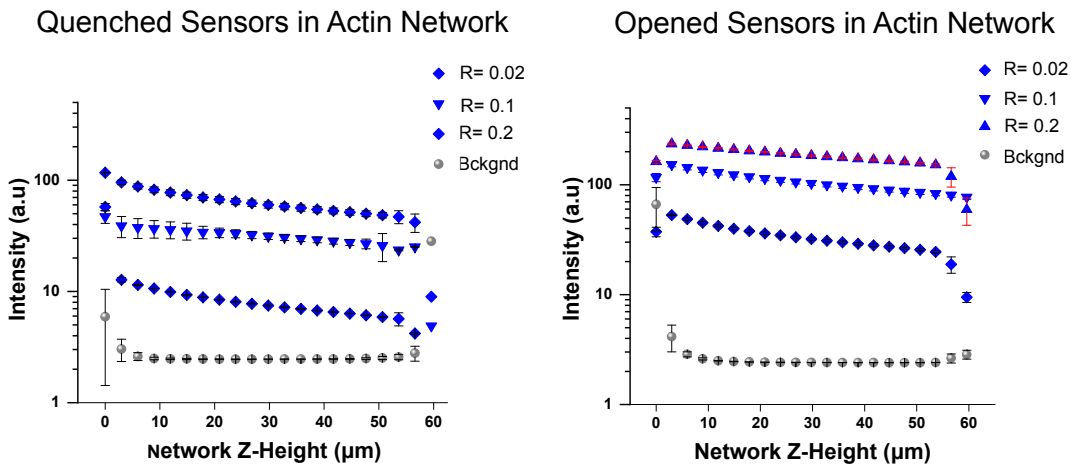 Quenched Sensors in Actin Network
R= 0.02
R= 0.1
R= 0.2
Bckgnd
100
10
1
Intensity (a.u)
0 10 20 30 40 50 60
Network Z-Height (µm)
Opened Sensors in Actin Network
R= 0.02
R= 0.1
R= 0.2
Bckgnd
100
10
1
Intensity (a.u)
0 10 20 30 40 50 60
Network Z-Height (µm)